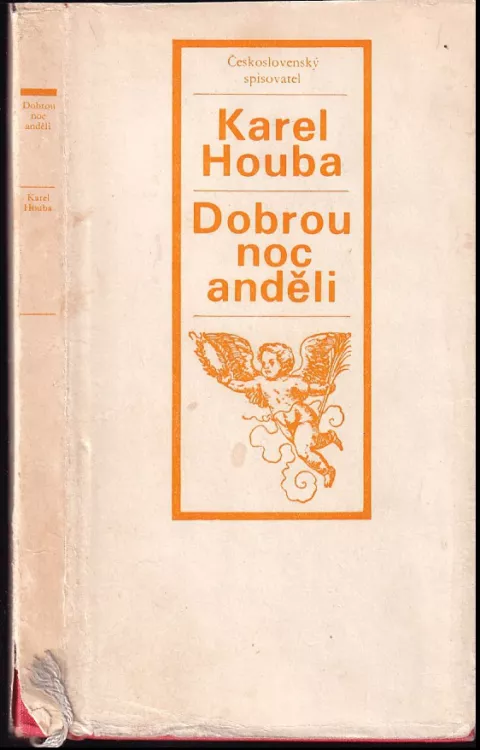 Dobrou
noc
anděli
Karel
Houba
Československý
spisovatel
Karel
Houba
Dobrou
noc
anděli